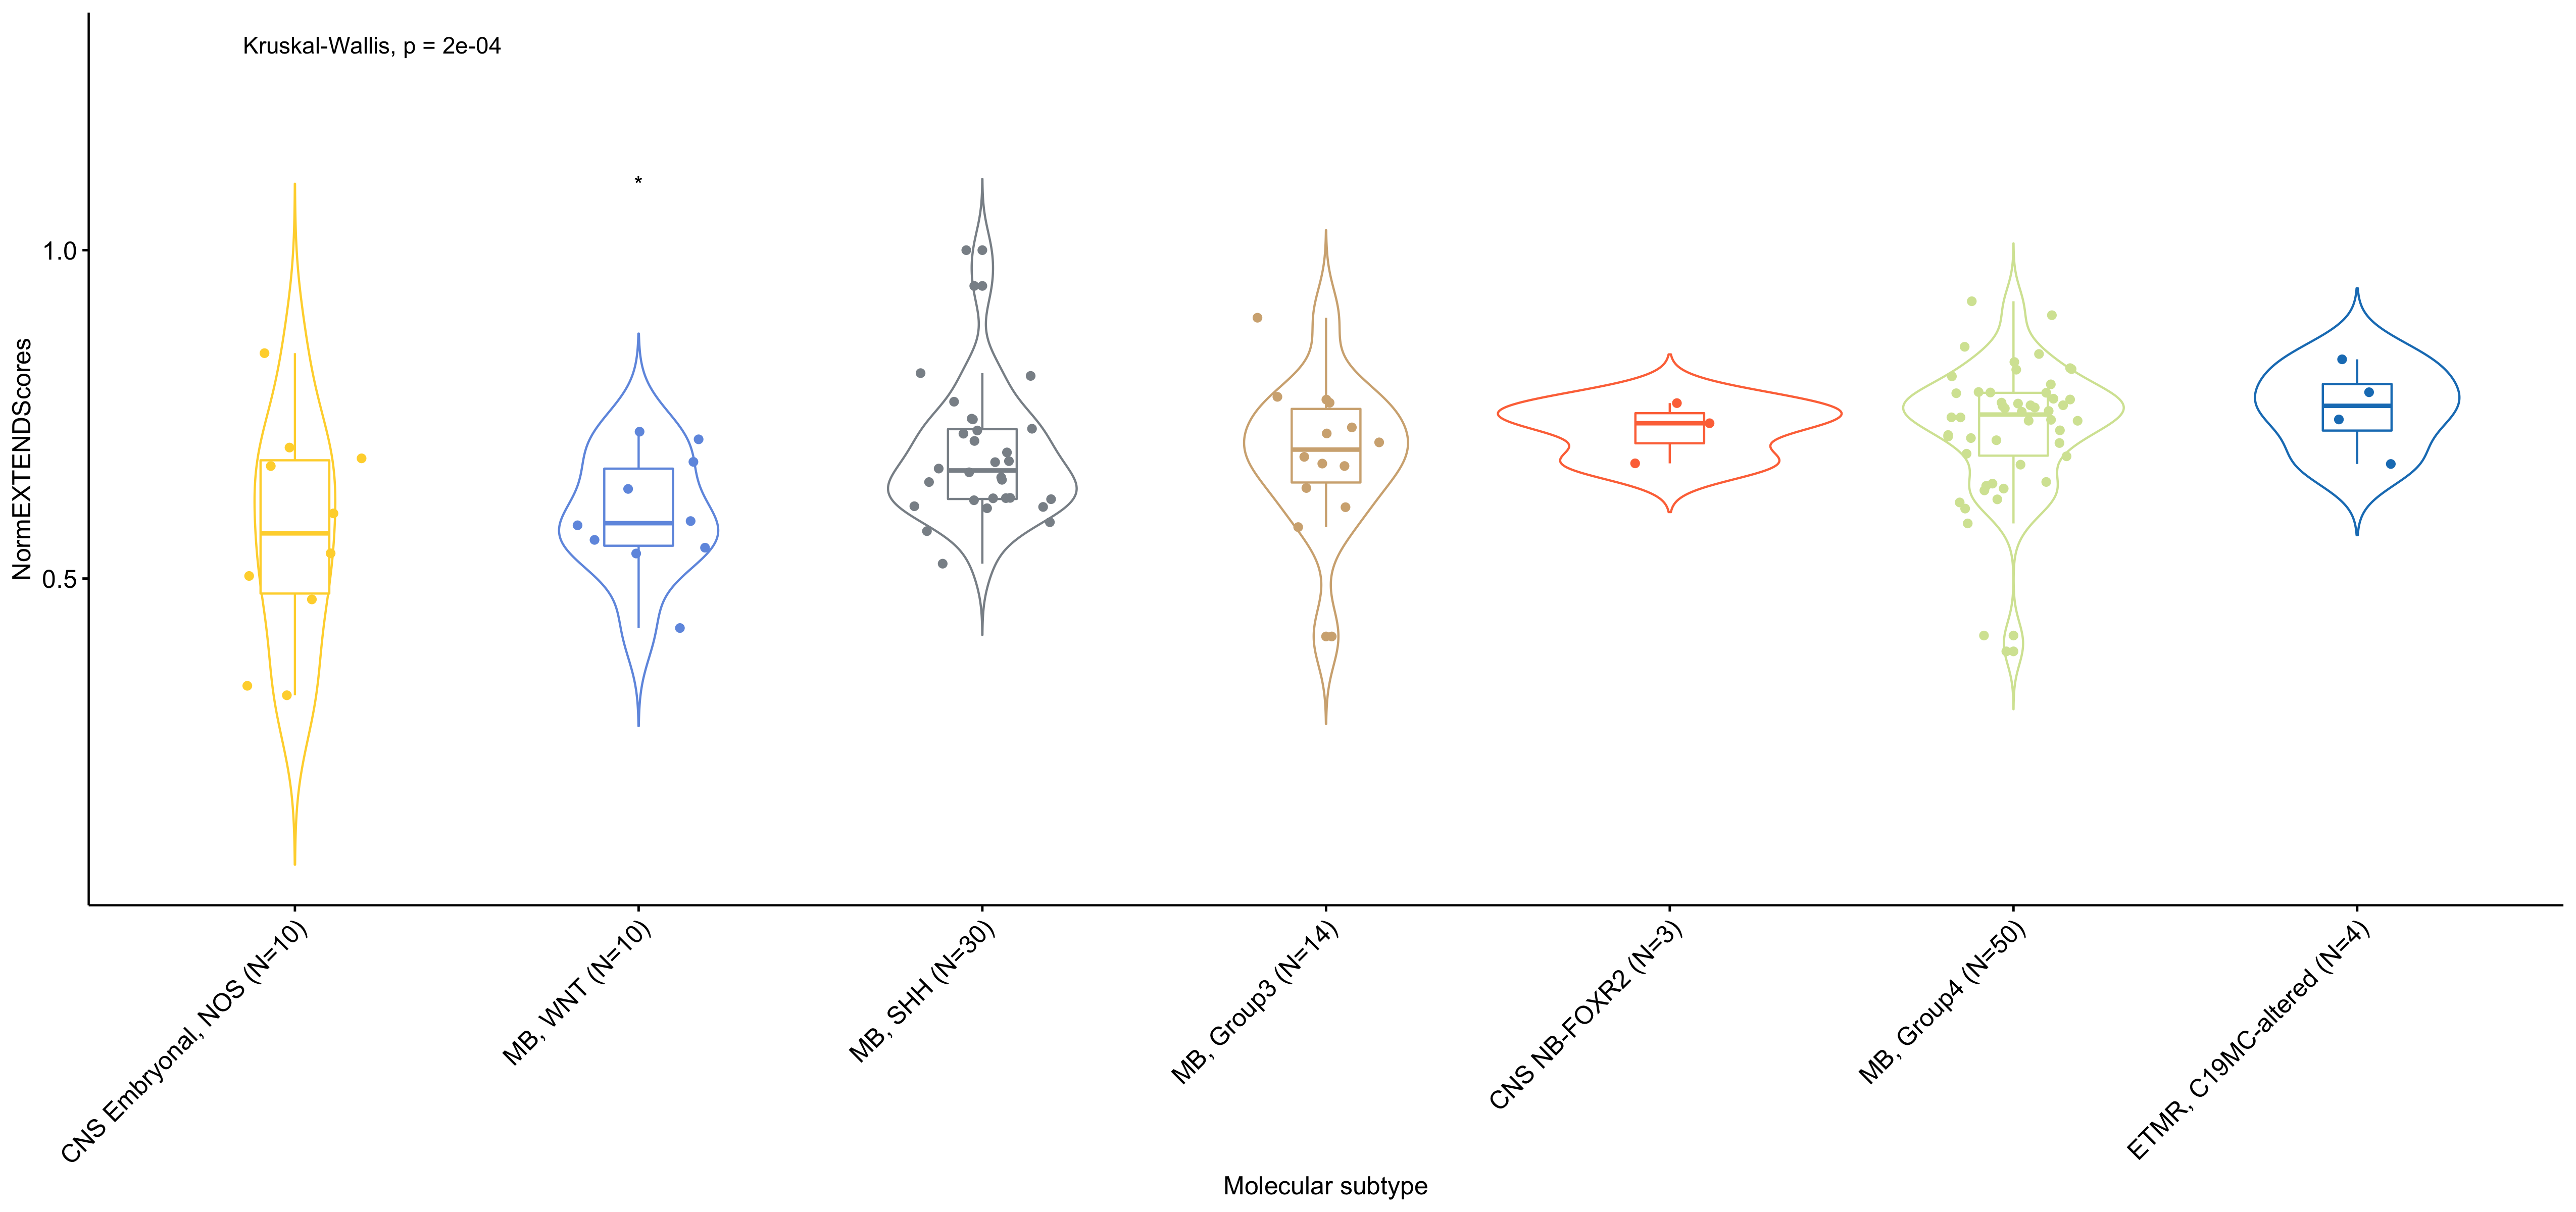 Kruskal-Wallis, p = 2e-04
*
1.0
0.5
NormEXTENDScores
CNS Embryonal, NOS (N=10)
MB, WNT (N=10)
MB, SHH (N=30)
MB, Group3 (N=14)
CNS NB-FOXR2 (N=3)
MB, Group4 (N=50)
ETMR, C19MC-altered (N=4)
Molecular subtype